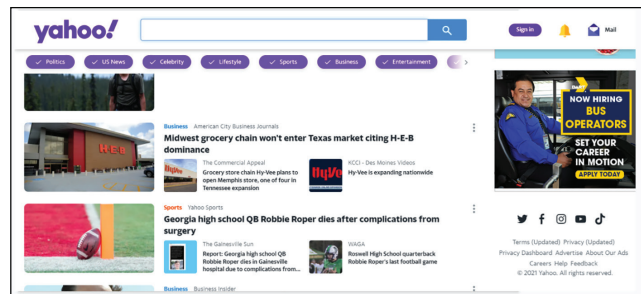 yahoo!
Sign in
Mail
Politics
US News
Celebrity
Lifestyle
Sports
Business
Entertainment
Business American City Business Journals
Midwest grocery chain won't enter Texas market citing H-E-B
dominance
H-E-B
The Commercial Appeal
Grocery store chain Hy-Vee plans to
open Memphis store, one of four in
Tennessee expansion
HyVee
KCCI - Des Moines Videos
Hy-Vee is expanding nationwide
Sports Yahoo Sports
Georgia high school QB Robbie Roper dies after complications from
surgery
The Gainesville Sun
Report: Georgia high school QB
Robbie Roper dies in Gainesville
hospital due to complications from...
WAGA
Roswell High School quarterback
Robbie Roper's last football game
Business Business Insider
NOW HIRING
BUS
OPERATORS
SET YOUR
CAREER
IN MOTION
APPLY TODAY
Terms (Updated) Privacy (Updated)
Privacy Dashboard Advertise About Our Ads
Careers Help Feedback
© 2021 Yahoo. All rights reserved.